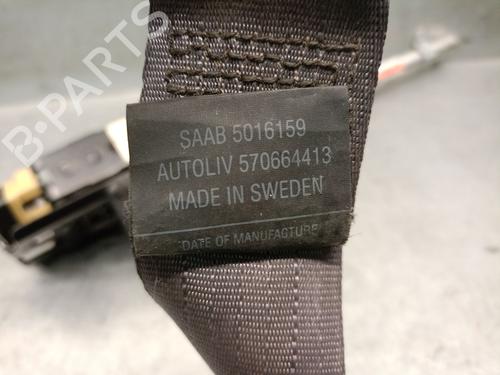 B-PARTS
SAAB 5016159
AUTOLIV 570664413
MADE IN SWEDEN
DATE OF MANUFACTURE